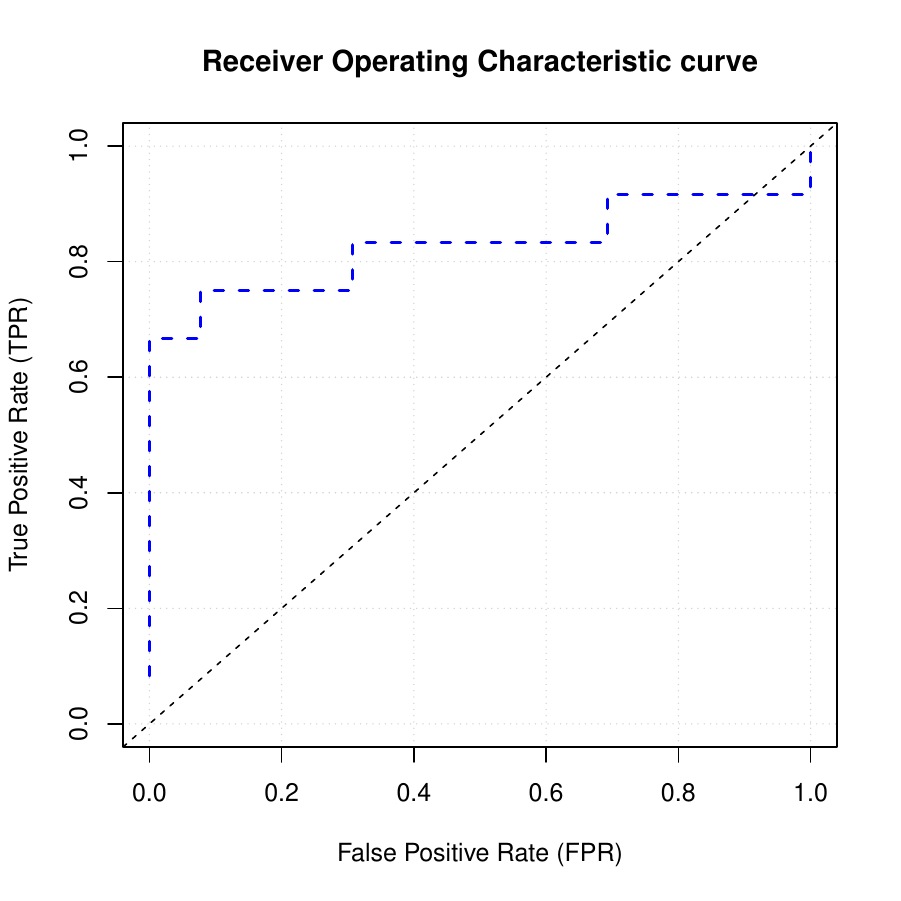 Receiver Operating Characteristic curve
1.0
0.8
0.6
0.4
0.2
0.0
True Positive Rate (TPR)
0.0 0.2 0.4 0.6 0.8 1.0
False Positive Rate (FPR)